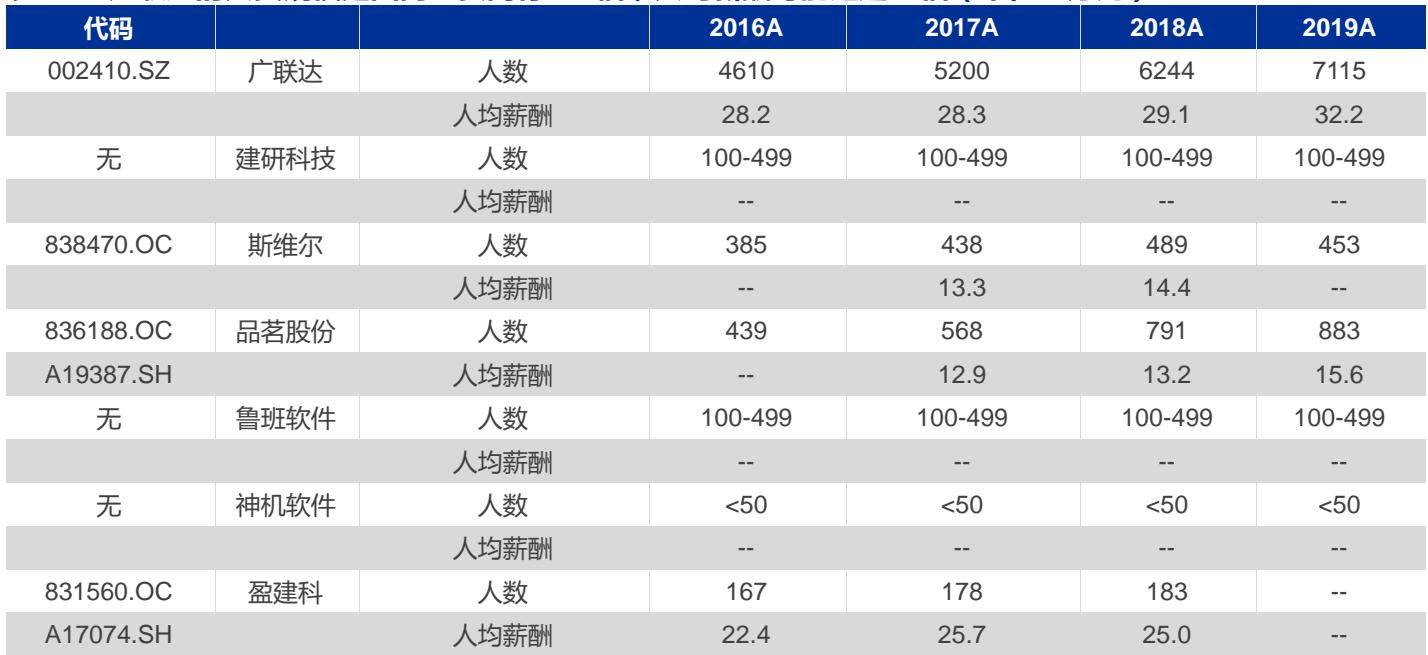 代码 2016A 2017A 2018A 2019A
002410.SZ 广联达 人数 4610 5200 6244 7115
人均薪酬 28.2 28.3 29.1 32.2
无 建研科技 人数 100-499 100-499 100-499 100-499
人均薪酬 -- -- -- --
838470.OC 斯维尔 人数 385 438 489 453
人均薪酬 -- 13.3 14.4 --
836188.OC 品茗股份 人数 439 568 791 883
A19387.SH 人均薪酬 -- 12.9 13.2 15.6
无 鲁班软件 人数 100-499 100-499 100-499 100-499
人均薪酬 -- -- -- --
无 神机软件 人数 <50 <50 <50 <50
人均薪酬 -- -- -- --
831560.OC 盈建科 人数 167 178 183 --
A17074.SH 人均薪酬 22.4 25.7 25.0 --